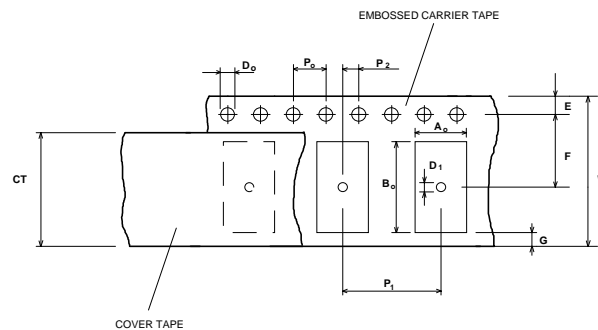 EMBOSSED CARRIER TAPE
Do
Po
P2
E
Ao
F
D1
CT
Bo
G
P1
COVER TAPE